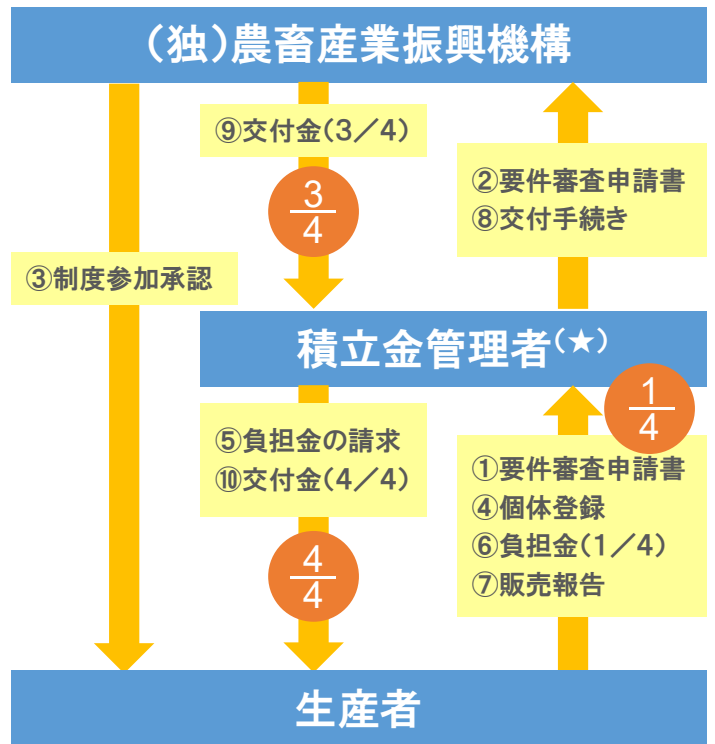 （独）農畜産業振興機構
⑨交付金（3／4）
3
4
②要件審査申請書
⑧交付手続き
③制度参加承認
積立金管理者（★）
1
4
⑤負担金の請求
⑩交付金（4／4）
4
4
①要件審査申請書
④個体登録
⑥負担金（1／4）
⑦販売報告
生産者